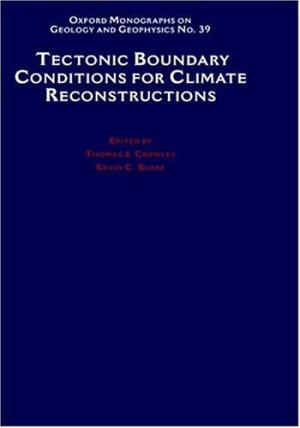 Oxford Monographs on
Geology and Geophysics No. 39
Tectonic Boundary
Conditions for Climate
Reconstructions
Edited by
Thomas J. Crowley
Kevin C. Burke